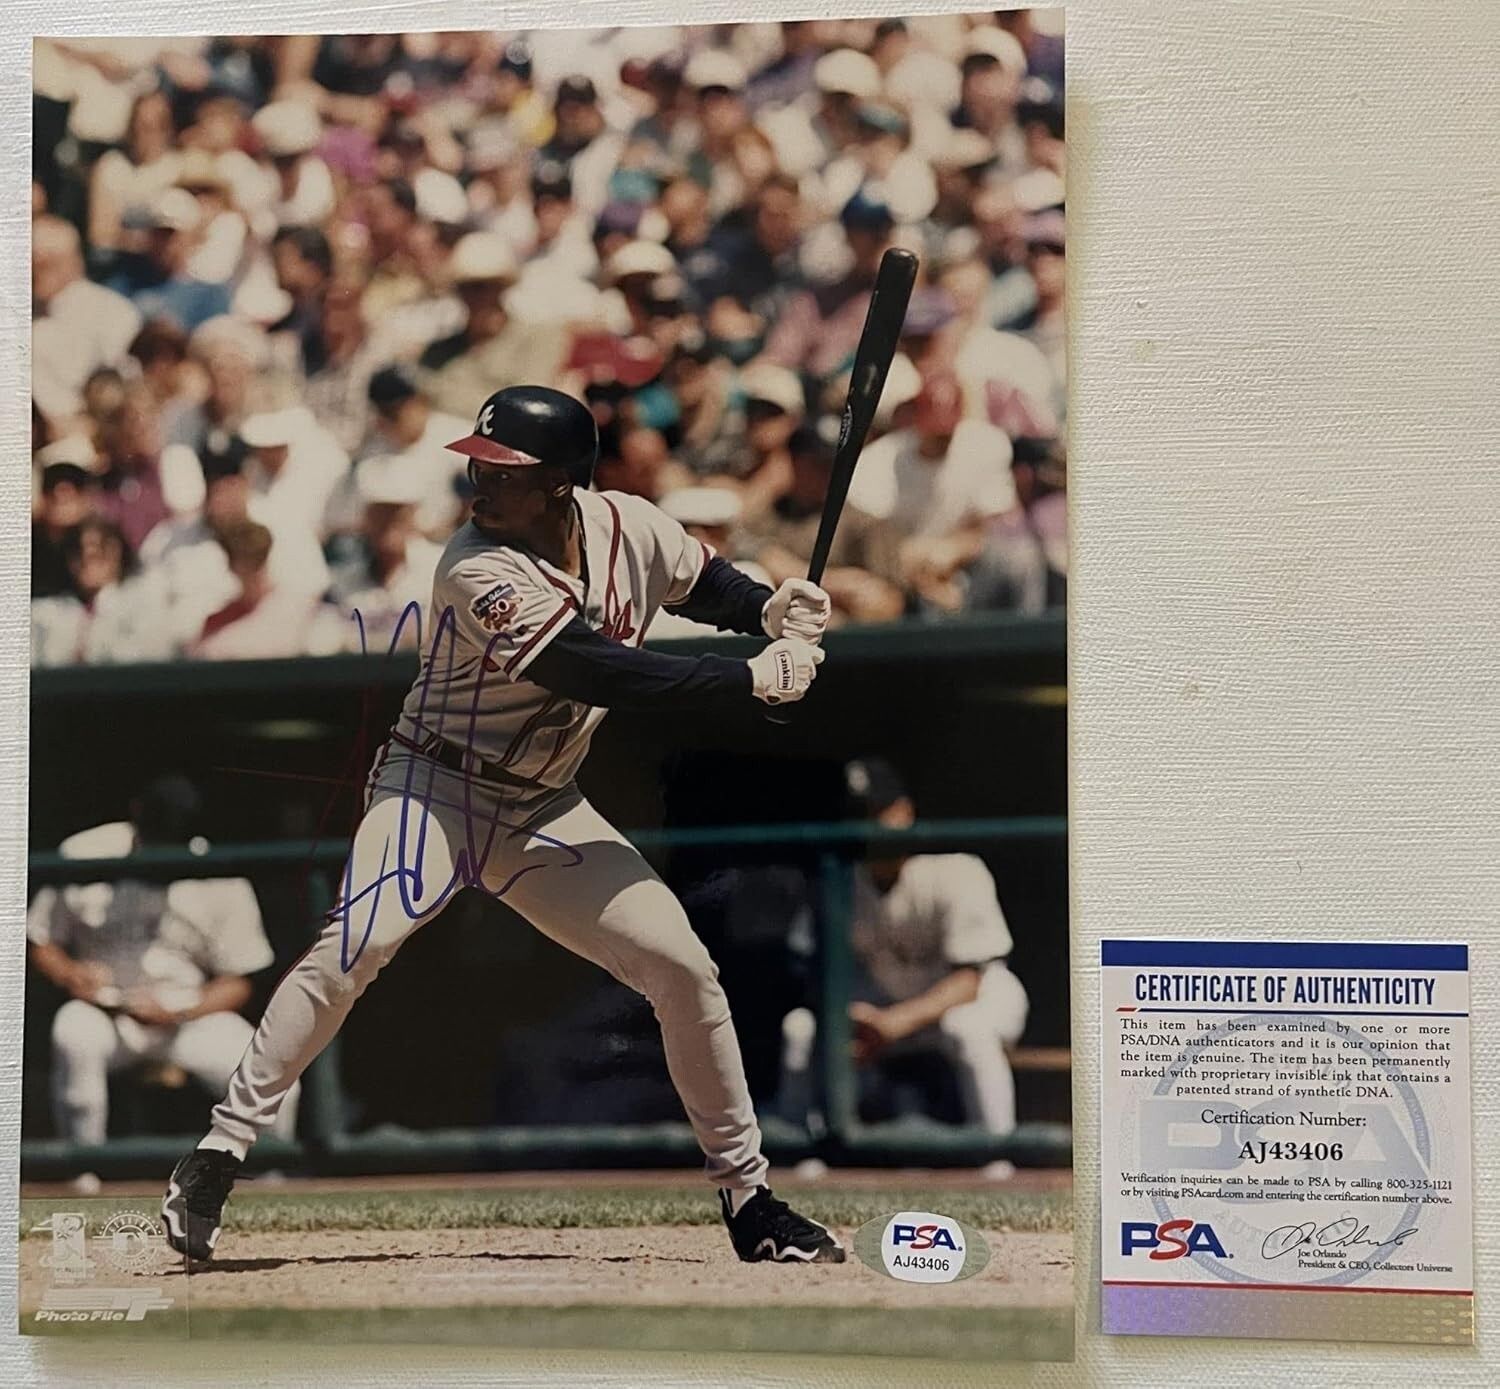 A
50
Franklin
Photo File
PSA
AJ43406
CERTIFICATE OF AUTHENTICITY
This item has been examined by one or more
PSA/DNA authenticators and it is our opinion that
the item is genuine. The item has been permanently
marked with proprietary invisible ink that contains a
patented strand of synthetic DNA.
Certification Number:
AJ43406
Verification inquiries can be made to PSA by calling 800-325-1121
or by visiting PSAcard.com and entering the certification number above.
PSA
Joe Orlando
President & CEO, Collectors Universe